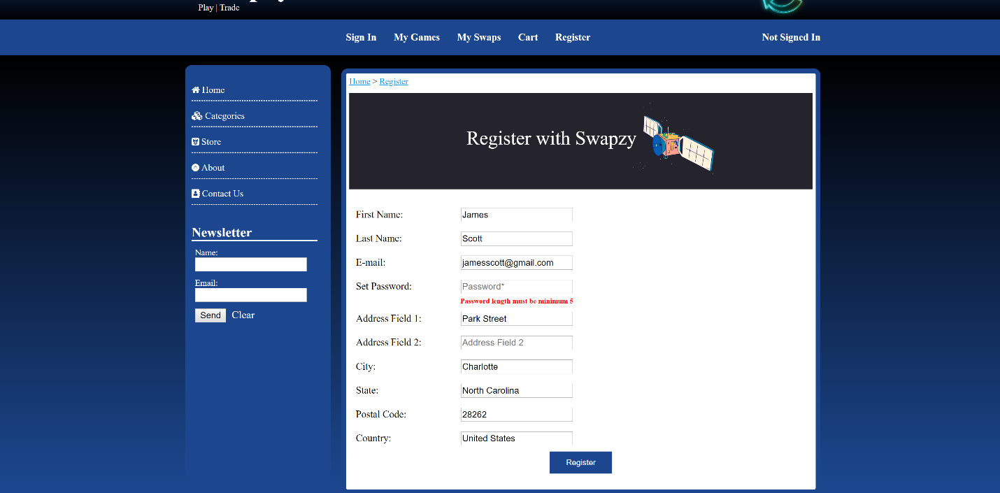 Play | Trade
Sign In My Games My Swaps Cart Register Not Signed In
Home
Categories
Store
About
Contact Us
Newsletter
Name:
Email:
Send Clear
Home > Register
Register with Swapzy
First Name: James
Last Name: Scott
E-mail: jamesscott@gmail.com
Set Password: Password*
Password length must be minimum 5
Address Field 1: Park Street
Address Field 2: Address Field 2
City: Charlotte
State: North Carolina
Postal Code: 28262
Country: United States
Register